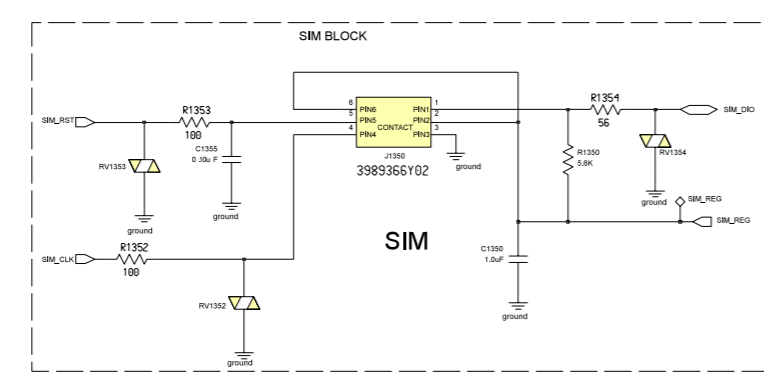 SIM BLOCK
R1354
56
SIM_DIO
R1353
100
SIM_RST
6
5
4
PIN6
PIN5
PIN4
CONTACT
PIN1
PIN2
PIN3
1
2
3
J1350
3989366Y02
ground
C1355
RV1353
ground
ground
R1350
5.6K
RV1354
ground
SIM_REG
SIM_REG
SIM
R1352
100
SIM_CLK
C1350
1.0uF
ground
RV1352
ground